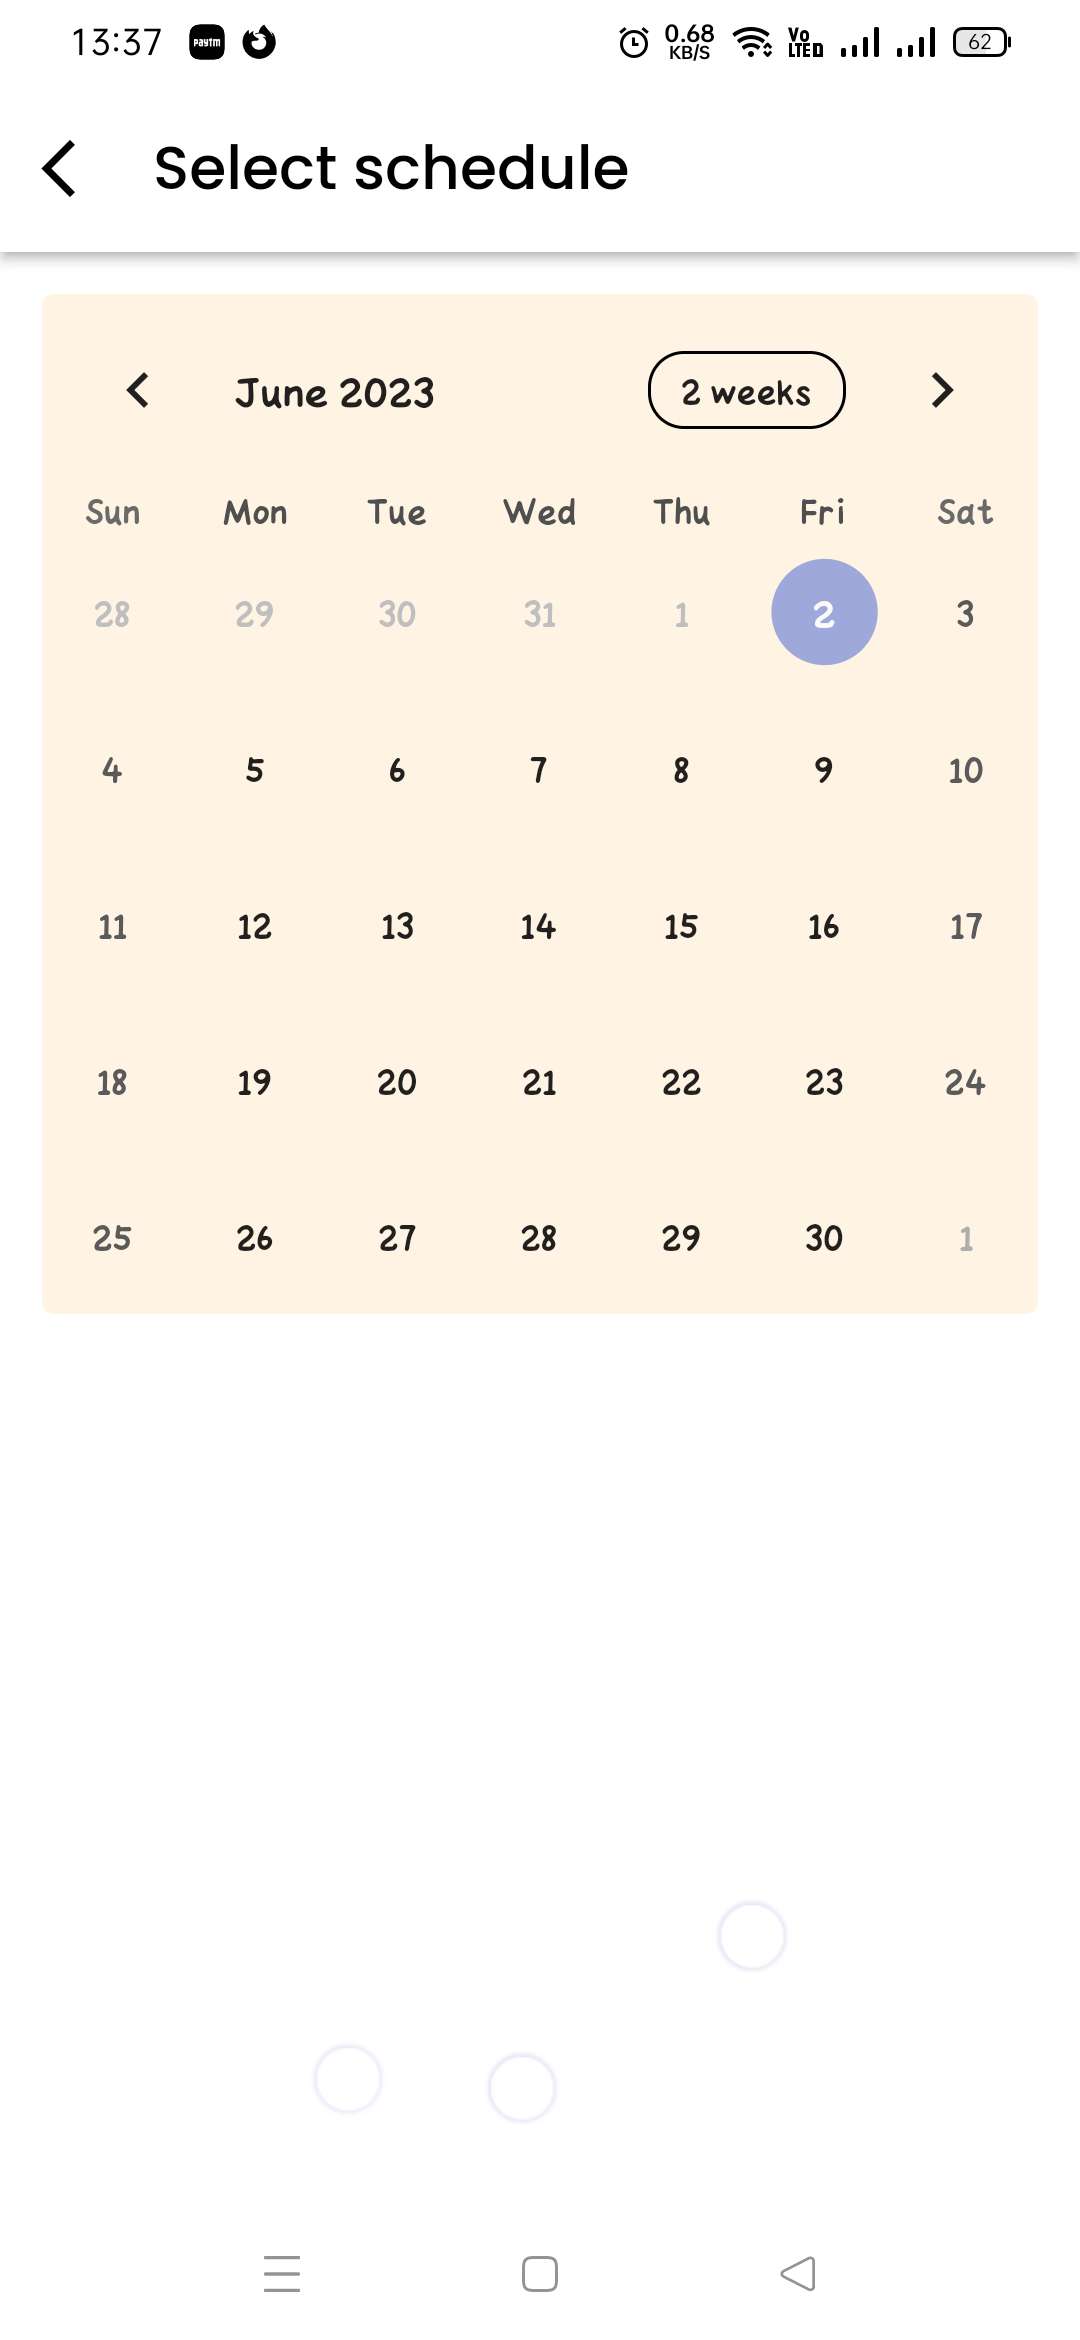 13:37 paytm 0.68 KB/S Vo LTE 62
Select schedule
June 2023 2 weeks
Sun Mon Tue Wed Thu Fri Sat
28 29 30 31 1 2 3
4 5 6 7 8 9 10
11 12 13 14 15 16 17
18 19 20 21 22 23 24
25 26 27 28 29 30 1